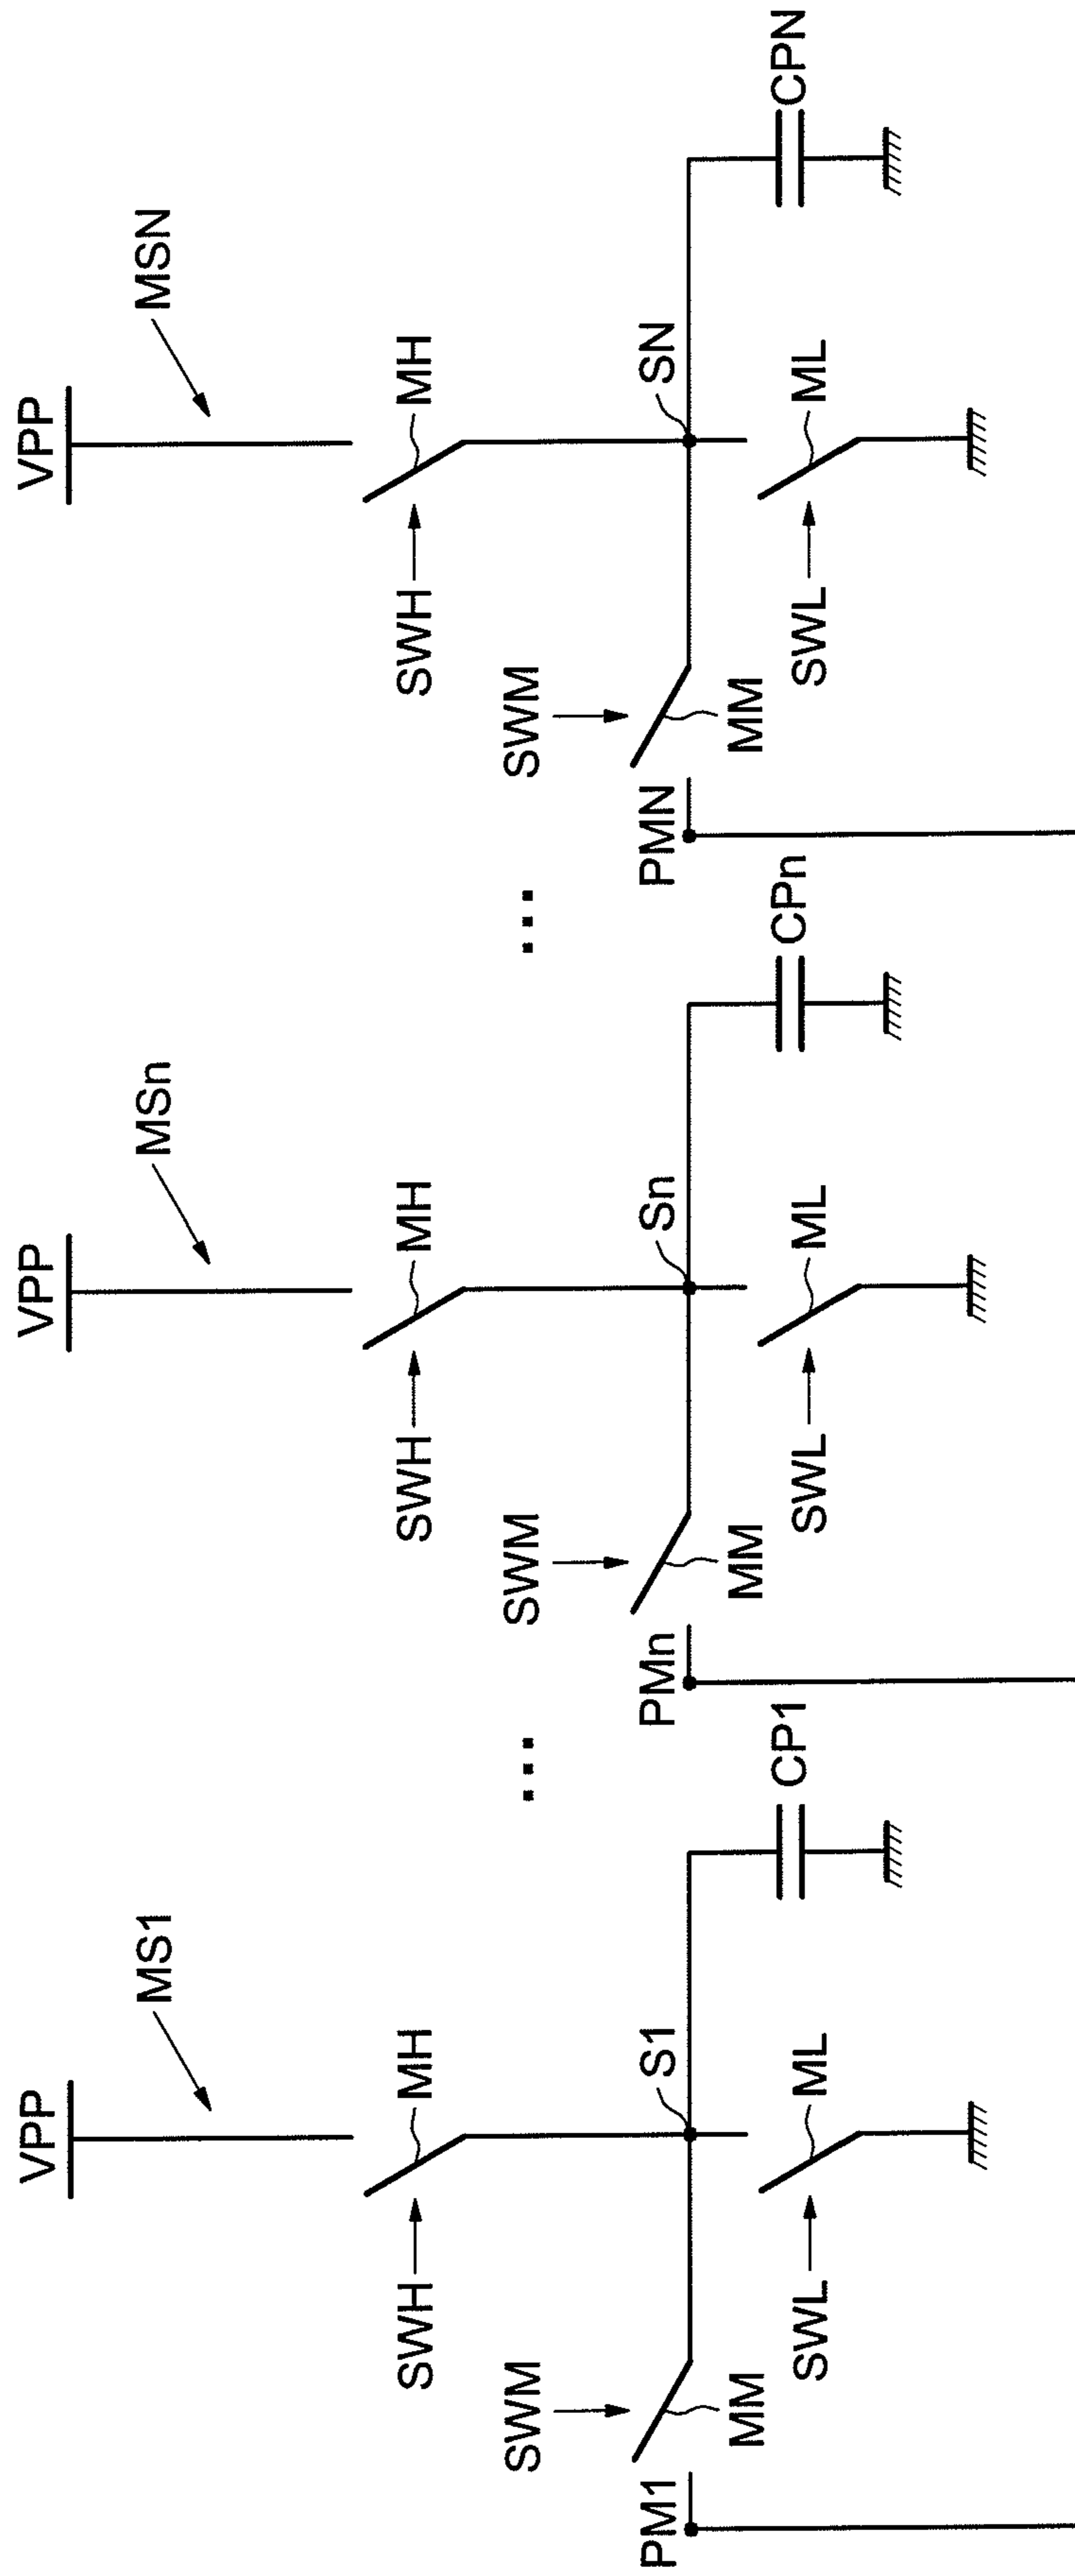 VPP
MS1
SWH
MH
SWM
S1
PM1
MM
SWL
ML
CP1
...
VPP
MSn
SWH
MH
SWM
Sn
PMn
MM
SWL
ML
CPn
...
VPP
MSN
SWH
MH
SWM
SN
PMN
MM
SWL
ML
CPN